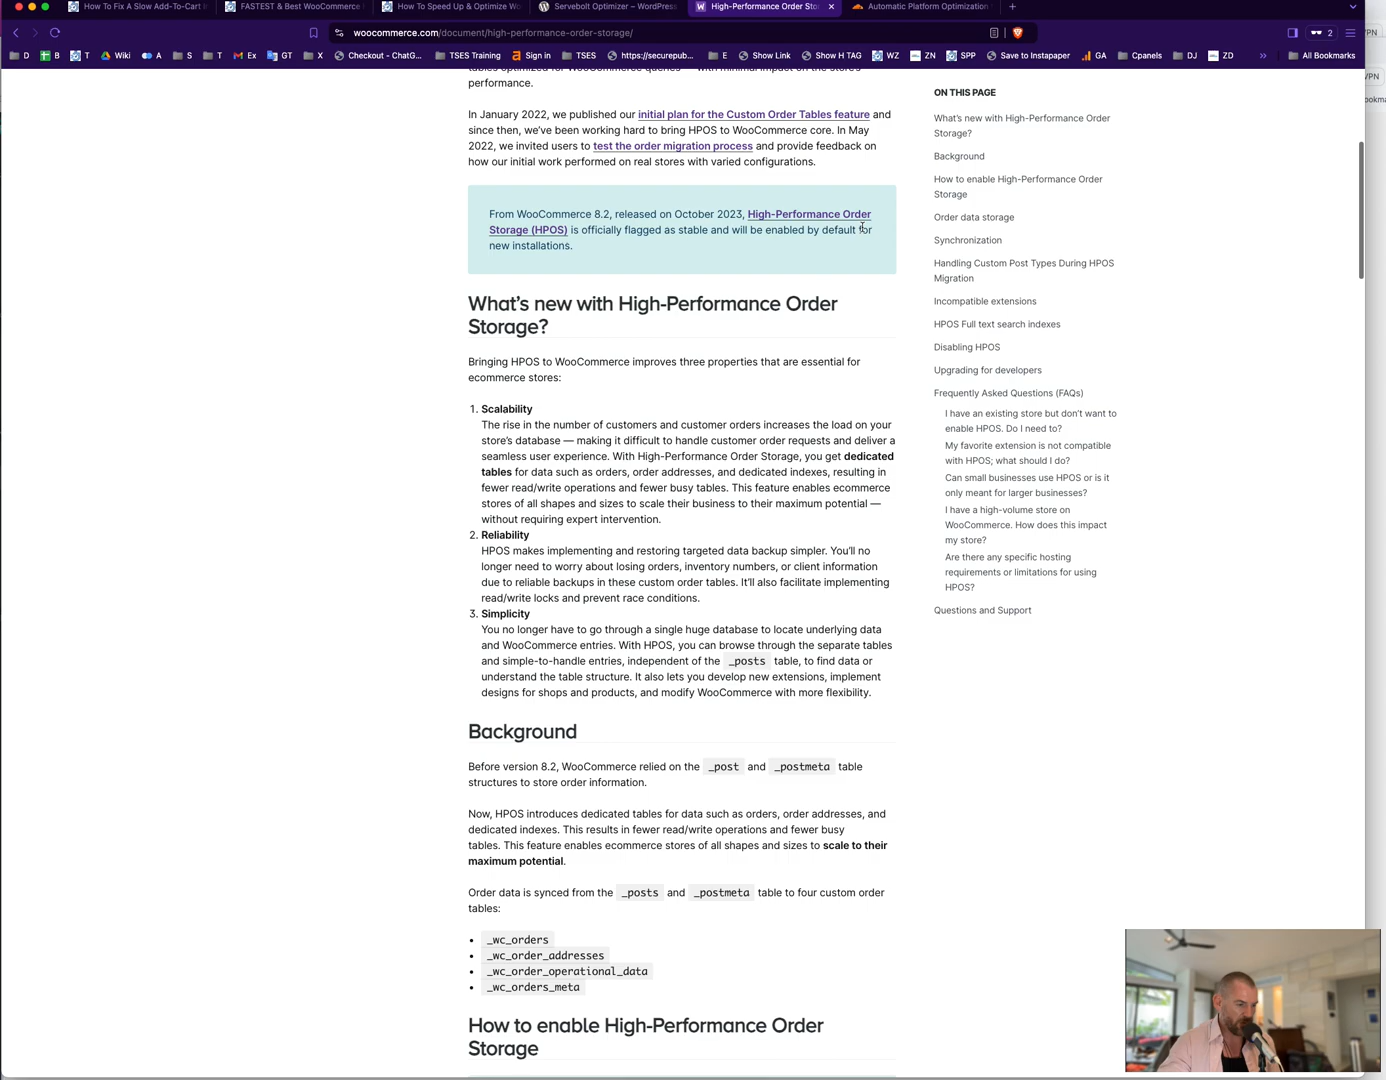 How To Fix A Slow Add-To-Cart In
FASTEST & Best WooCommerce
How To Speed Up & Optimize Wo
Servebolt Optimizer – WordPress
High-Performance Order Stor
Automatic Platform Optimization
woocommerce.com/document/high-performance-order-storage/
2
D
B
T
Wiki
A
S
T
Ex
GT
X
Checkout - ChatG...
TSES Training
Sign in
TSES
https://securepub...
E
Show Link
Show H TAG
WZ
ZN
SPP
Save to Instapaper
GA
Cpanels
DJ
ZD
All Bookmarks
VPN
tables optimized for WooCommerce queries — with minimal impact on the store's
performance.
In January 2022, we published our initial plan for the Custom Order Tables feature and
since then, we've been working hard to bring HPOS to WooCommerce core. In May
2022, we invited users to test the order migration process and provide feedback on
how our initial work performed on real stores with varied configurations.
From WooCommerce 8.2, released on October 2023, High-Performance Order
Storage (HPOS) is officially flagged as stable and will be enabled by default for
new installations.
What's new with High-Performance Order
Storage?
Bringing HPOS to WooCommerce improves three properties that are essential for
ecommerce stores:
1. Scalability
The rise in the number of customers and customer orders increases the load on your
store's database — making it difficult to handle customer order requests and deliver a
seamless user experience. With High-Performance Order Storage, you get dedicated
tables for data such as orders, order addresses, and dedicated indexes, resulting in
fewer read/write operations and fewer busy tables. This feature enables ecommerce
stores of all shapes and sizes to scale their business to their maximum potential —
without requiring expert intervention.
2. Reliability
HPOS makes implementing and restoring targeted data backup simpler. You'll no
longer need to worry about losing orders, inventory numbers, or client information
due to reliable backups in these custom order tables. It'll also facilitate implementing
read/write locks and prevent race conditions.
3. Simplicity
You no longer have to go through a single huge database to locate underlying data
and WooCommerce entries. With HPOS, you can browse through the separate tables
and simple-to-handle entries, independent of the _posts table, to find data or
understand the table structure. It also lets you develop new extensions, implement
designs for shops and products, and modify WooCommerce with more flexibility.
Background
Before version 8.2, WooCommerce relied on the _post and _postmeta table
structures to store order information.
Now, HPOS introduces dedicated tables for data such as orders, order addresses, and
dedicated indexes. This results in fewer read/write operations and fewer busy
tables. This feature enables ecommerce stores of all shapes and sizes to scale to their
maximum potential.
Order data is synced from the _posts and _postmeta table to four custom order
tables:
• _wc_orders
• _wc_order_addresses
• _wc_order_operational_data
• _wc_orders_meta
How to enable High-Performance Order
Storage
ON THIS PAGE
What's new with High-Performance Order
Storage?
Background
How to enable High-Performance Order
Storage
Order data storage
Synchronization
Handling Custom Post Types During HPOS
Migration
Incompatible extensions
HPOS Full text search indexes
Disabling HPOS
Upgrading for developers
Frequently Asked Questions (FAQs)
I have an existing store but don't want to
enable HPOS. Do I need to?
My favorite extension is not compatible
with HPOS; what should I do?
Can small businesses use HPOS or is it
only meant for larger businesses?
I have a high-volume store on
WooCommerce. How does this impact
my store?
Are there any specific hosting
requirements or limitations for using
HPOS?
Questions and Support